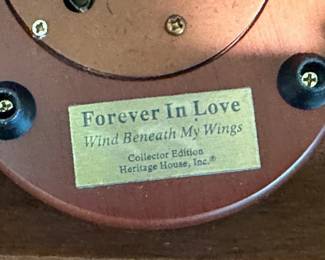 Forever In Love
Wind Beneath My Wings
Collector Edition
Heritage House, Inc.®